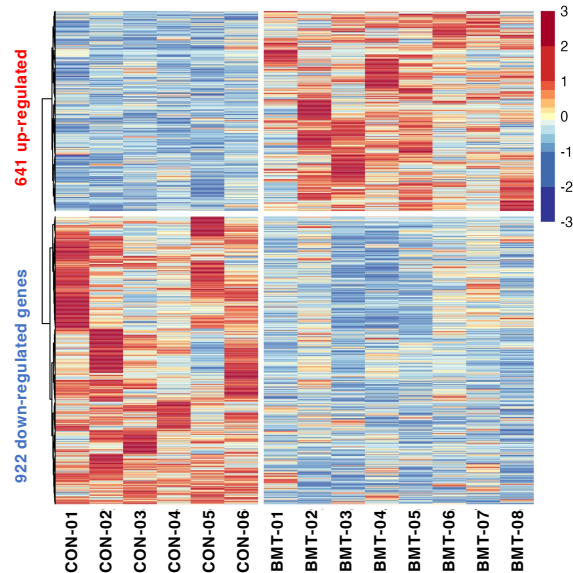 641 up-regulated
922 down-regulated genes
3
2
1
0
-1
-2
-3
CON-01
CON-02
CON-03
CON-04
CON-05
CON-06
BMT-01
BMT-02
BMT-03
BMT-04
BMT-05
BMT-06
BMT-07
BMT-08